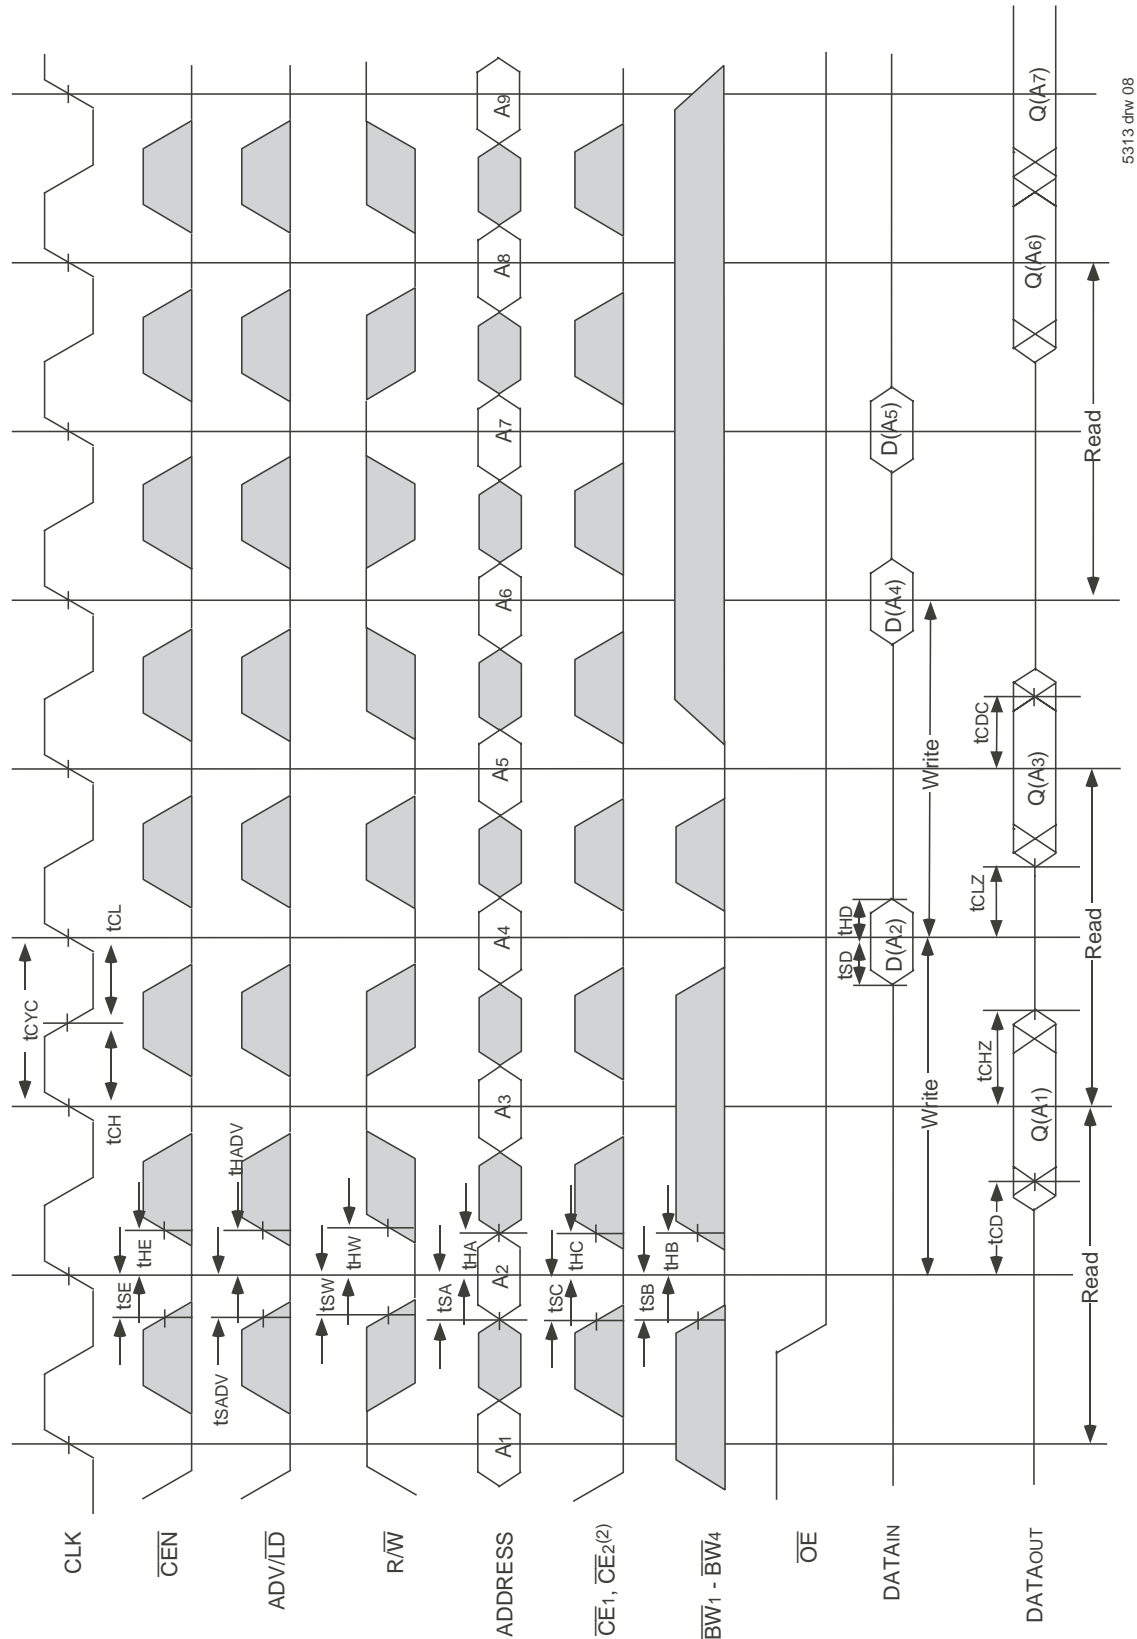 CLK
tCYC
tCH
tCL
CEN
tSE
tHE
ADV/LD
tSADV
tHADV
R/W
tSW
tHW
ADDRESS
A1
A2
A3
A4
A5
A6
A7
A8
A9
tSA
tHA
CE1, CE2(2)
tSC
tHC
BW1 - BW4
tSB
tHB
OE
DATAIN
tSD
tHD
D(A2)
D(A4)
D(A5)
Write
Write
DATAOUT
tCD
tCHZ
tCLZ
tCDC
Q(A1)
Q(A3)
Q(A6)
Q(A7)
Read
Read
Read
5313 drw 08